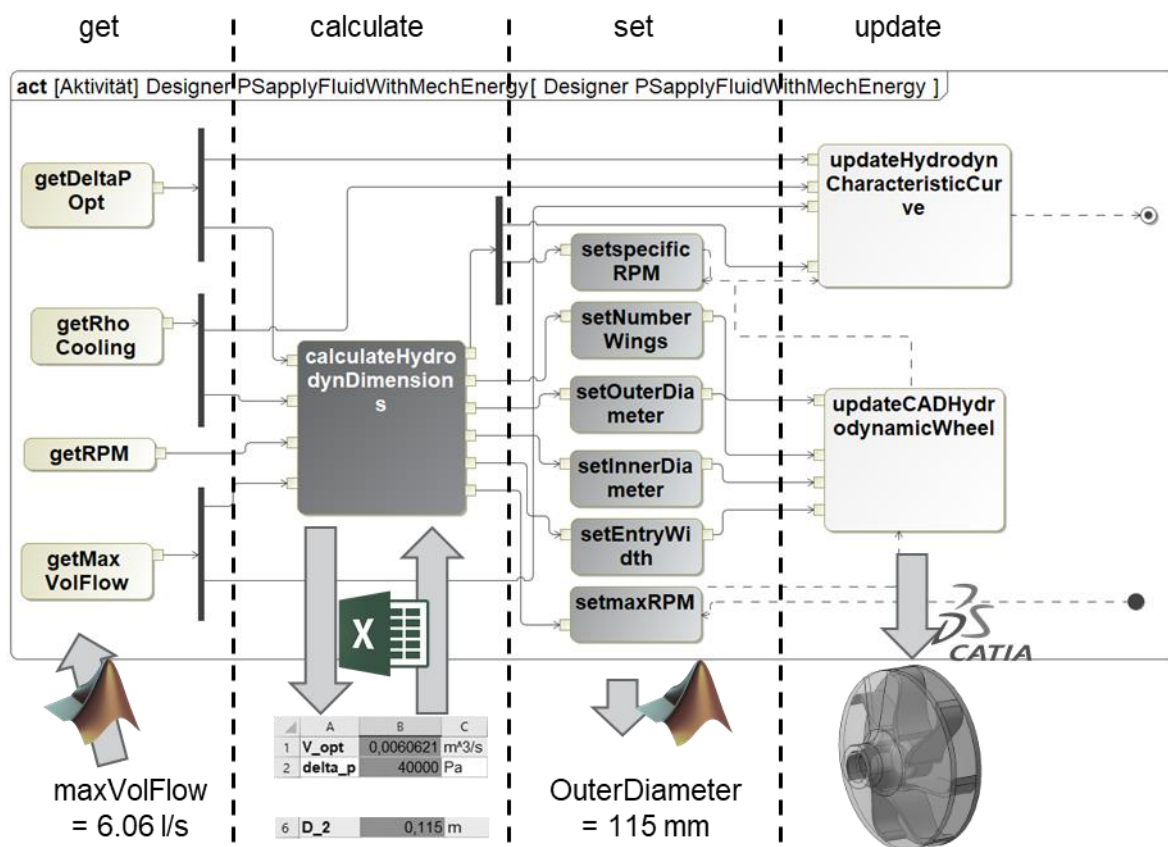 get
calculate
set
update
act [Aktivität] Designer PSapplyFluidWithMechEnergy[ Designer PSapplyFluidWithMechEnergy ]
getDeltaP
Opt
getRho
Cooling
getRPM
getMax
VolFlow
calculateHydro
dynDimension
s
setspecific
RPM
setNumber
Wings
setOuterDia
meter
setInnerDia
meter
setEntryWi
dth
setmaxRPM
updateHydrodyn
CharacteristicCur
ve
updateCADHydr
odynamicWheel
X
DS
CATIA
A B C
1 V_opt 0,0060621 m^3/s
2 delta_p 40000 Pa
6 D_2 0,115 m
maxVolFlow
= 6.06 l/s
OuterDiameter
= 115 mm